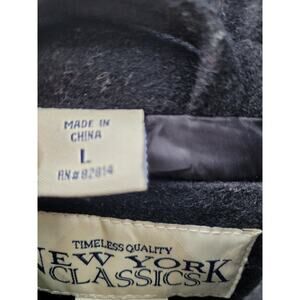 MADE IN
CHINA
L
RN#82814
TIMELESS QUALITY
NEW YORK
CLASSICS